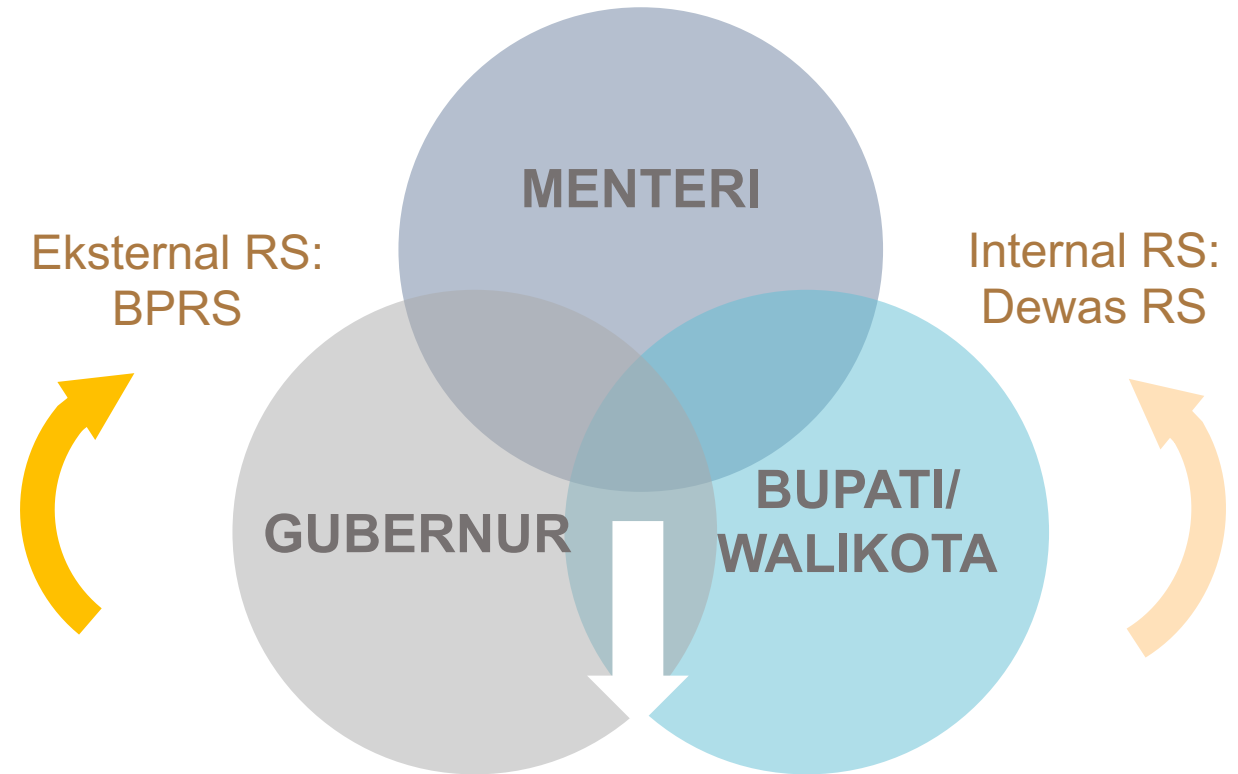 MENTERI
Eksternal RS:
BPRS
Internal RS:
Dewas RS
GUBERNUR
BUPATI/
WALIKOTA